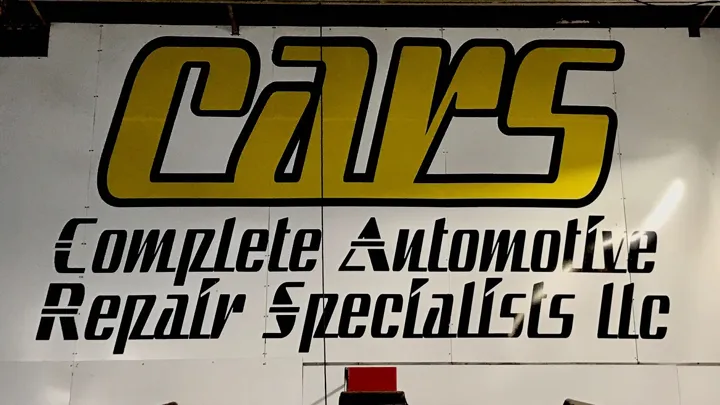 cars
Complete Automotive
Repair Specialists llc